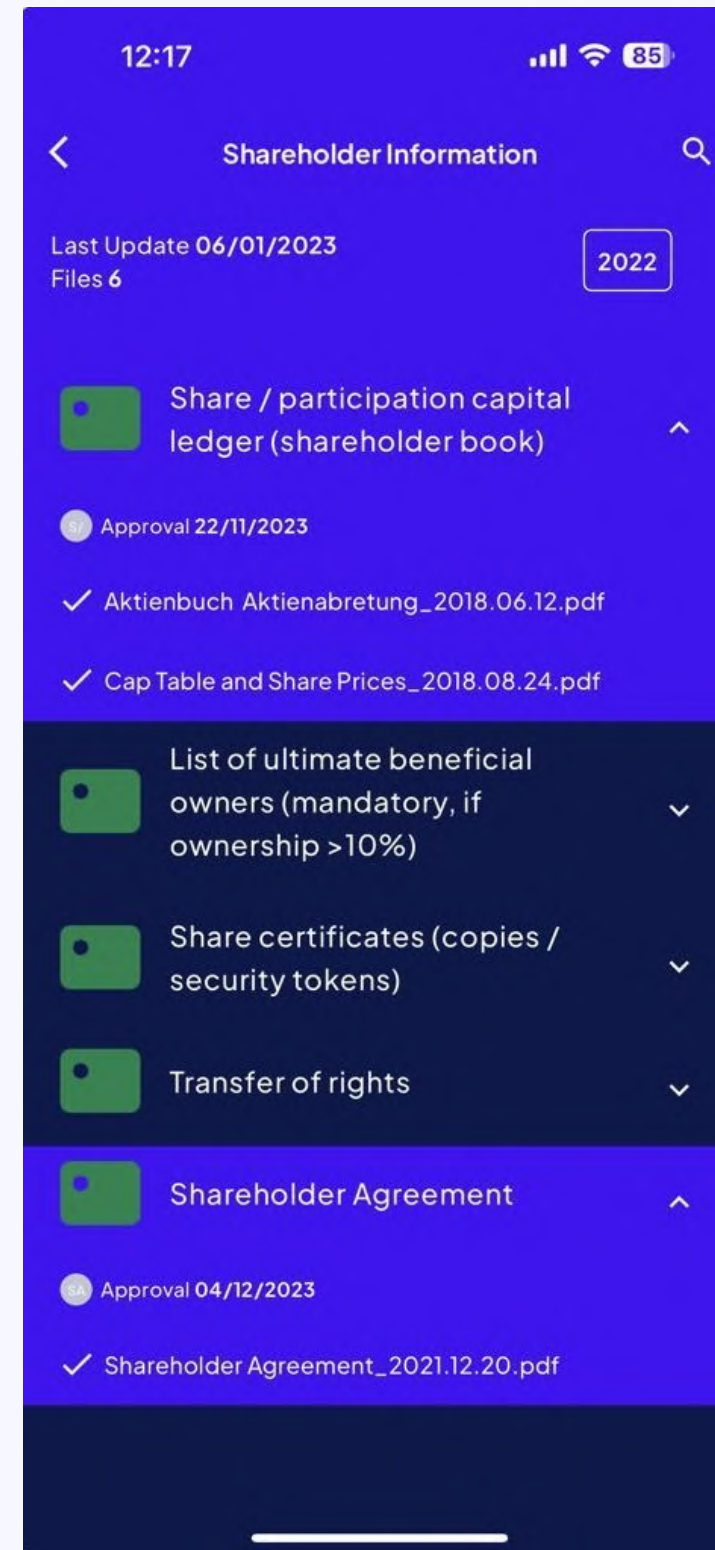 12:17
85
Shareholder Information
Last Update 06/01/2023
Files 6
2022
Share / participation capital
ledger (shareholder book)
Approval 22/11/2023
Aktienbuch Aktienabretung_2018.06.12.pdf
Cap Table and Share Prices_2018.08.24.pdf
List of ultimate beneficial
owners (mandatory, if
ownership >10%)
Share certificates (copies /
security tokens)
Transfer of rights
Shareholder Agreement
SA Approval 04/12/2023
Shareholder Agreement_2021.12.20.pdf